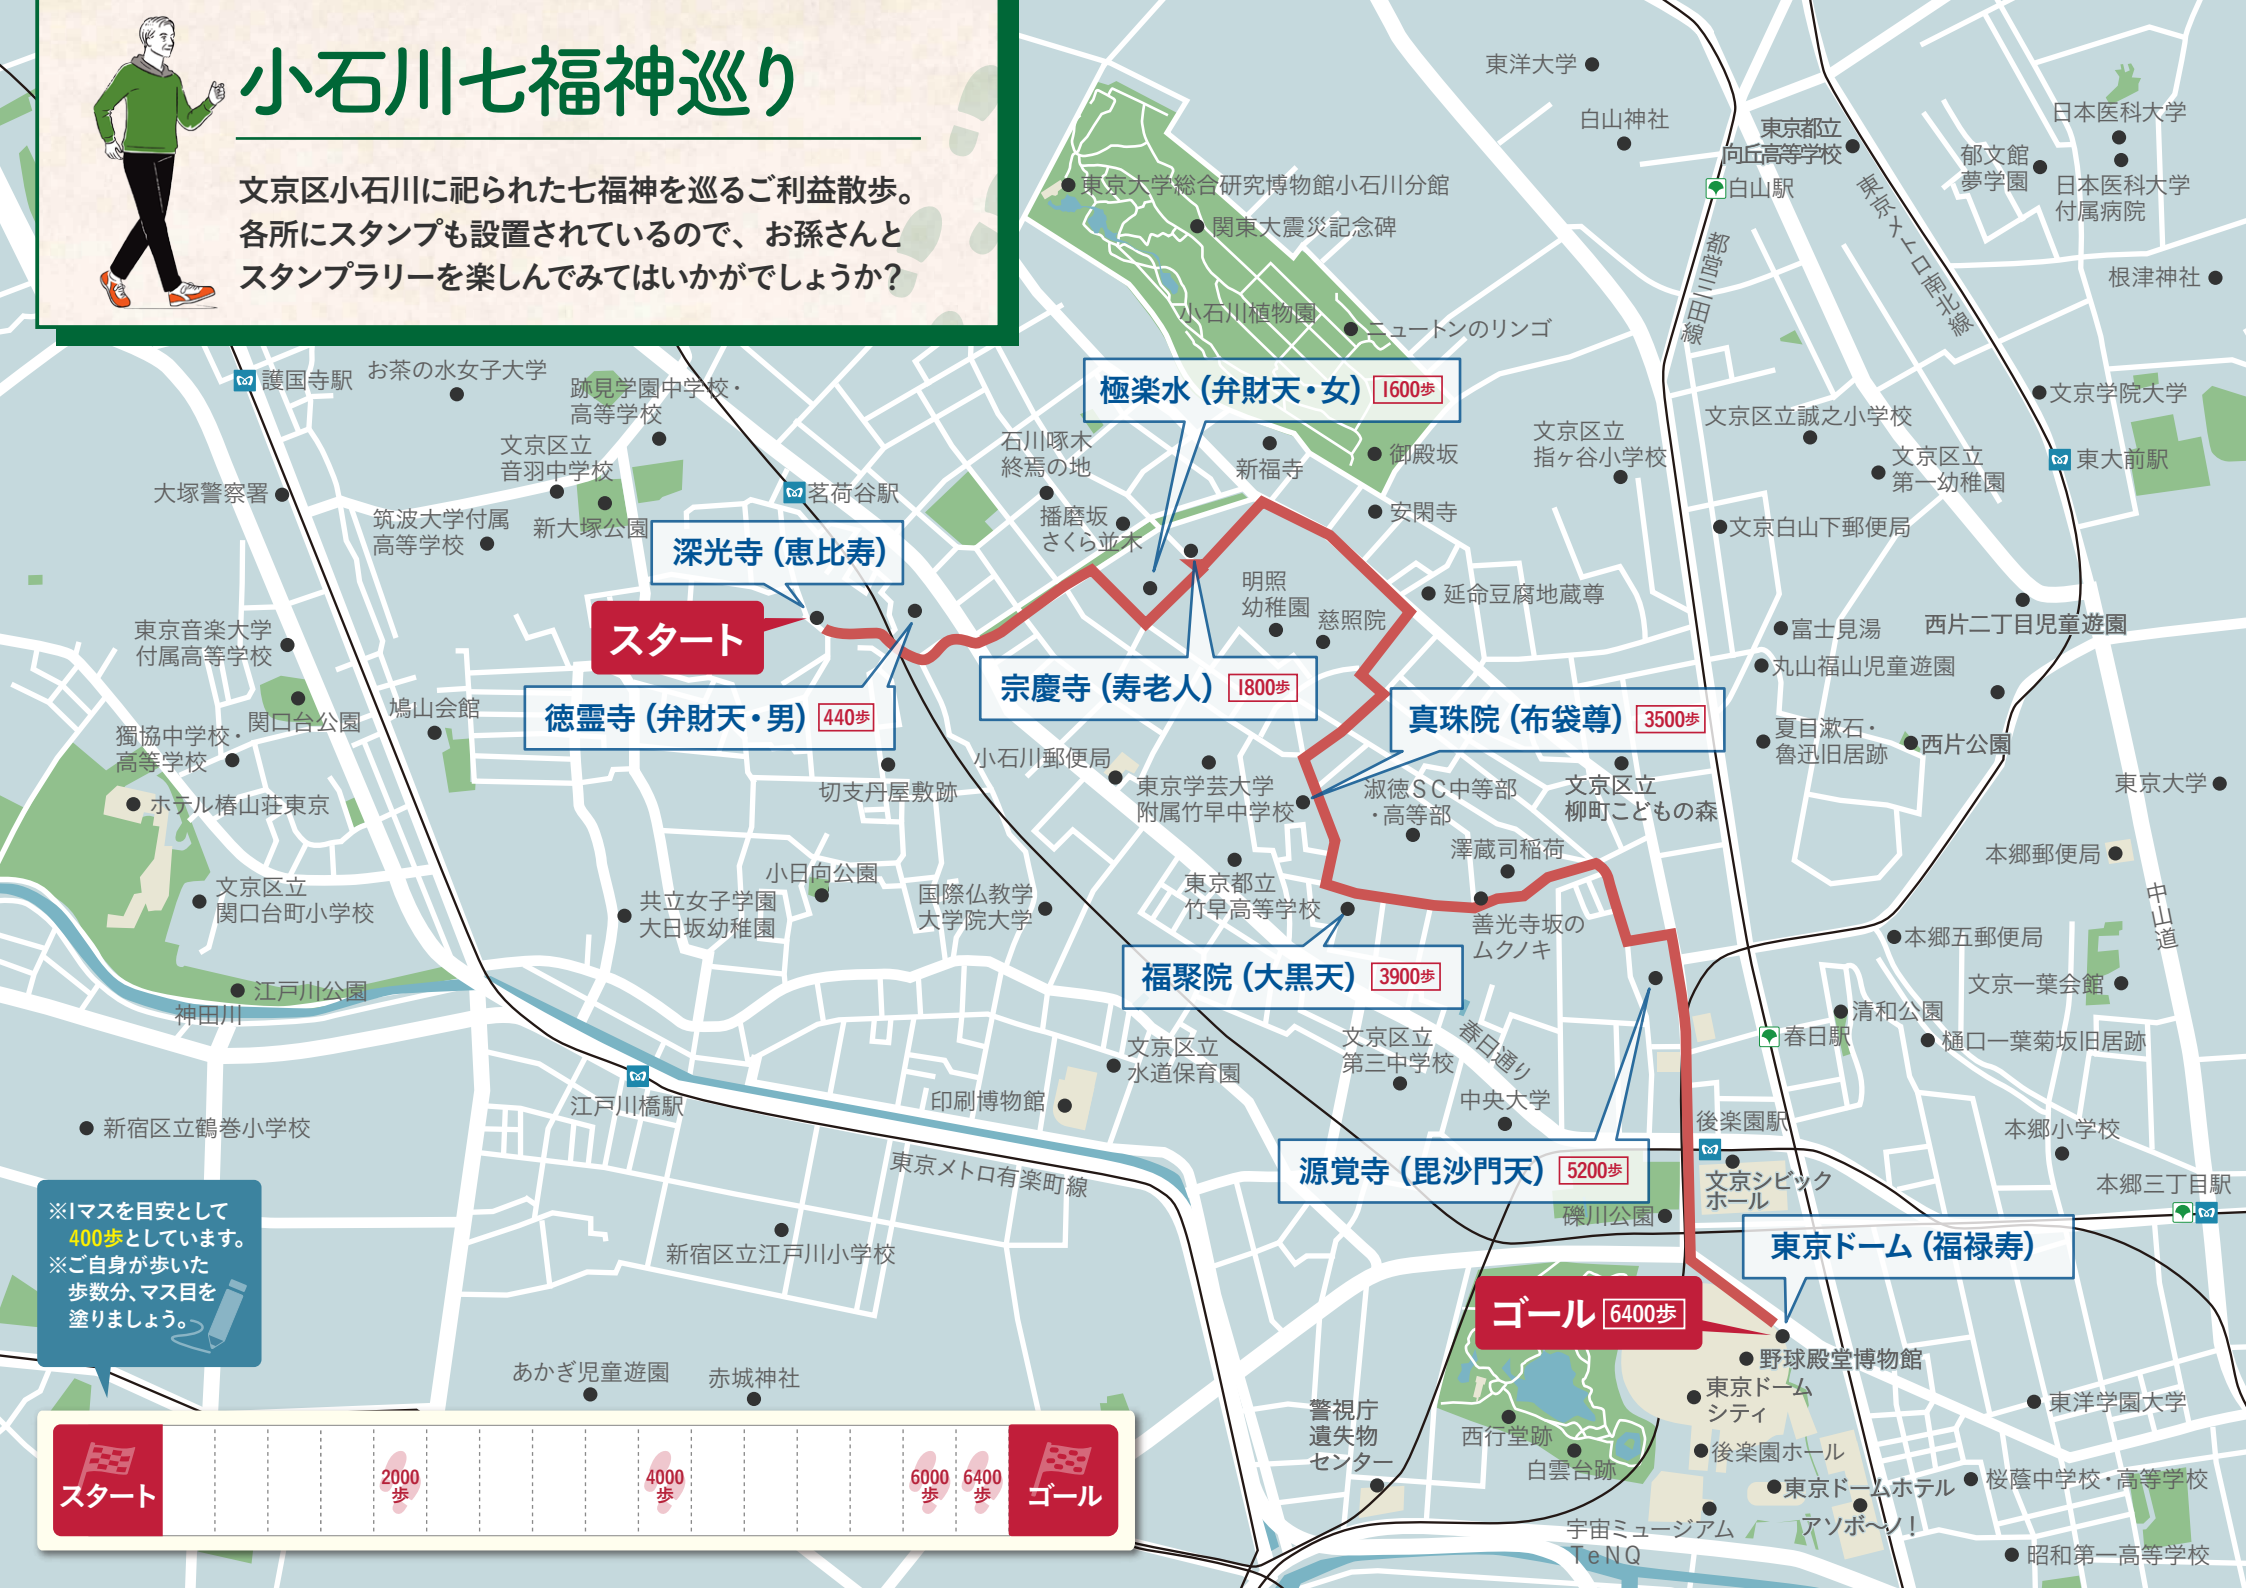 小石川七福神巡り
文京区小石川に祀られた七福神を巡るご利益散歩。
各所にスタンプも設置されているので、お孫さんと
スタンプラリーを楽しんでみてはいかがでしょうか?
東洋大学
白山神社
東京都立
向丘高等学校
白山駅
都営三田線
東京メトロ南北線
郁文館
夢学園
日本医科大学
日本医科大学
付属病院
根津神社
東京大学総合研究博物館小石川分館
関東大震災記念碑
小石川植物園
ニュートンのリンゴ
護国寺駅
お茶の水女子大学
跡見学園中学校・
高等学校
文京区立
音羽中学校
大塚警察署
筑波大学付属
高等学校
新大塚公園
茗荷谷駅
石川啄木
終焉の地
播磨坂
さくら並木
極楽水(弁財天・女) 1600歩
新福寺
御殿坂
安閑寺
文京区立
指ヶ谷小学校
文京区立誠之小学校
文京学院大学
文京区立
第一幼稚園
東大前駅
文京白山下郵便局
深光寺(恵比寿)
スタート
徳霊寺(弁財天・男) 440歩
宗慶寺(寿老人) 1800歩
明照
幼稚園
慈照院
延命豆腐地蔵尊
富士見湯
西片二丁目児童遊園
丸山福山児童遊園
夏目漱石・
魯迅旧居跡
西片公園
東京大学
東京音楽大学
付属高等学校
関口台公園
鳩山会館
獨協中学校・
高等学校
ホテル椿山荘東京
切支丹屋敷跡
小石川郵便局
東京学芸大学
附属竹早中学校
真珠院(布袋尊) 3500歩
淑徳SC中等部
・高等部
文京区立
柳町こどもの森
澤蔵司稲荷
本郷郵便局
中山道
文京区立
関口台町小学校
共立女子学園
大日坂幼稚園
小日向公園
国際仏教学
大学院大学
東京都立
竹早高等学校
善光寺坂の
ムクノキ
福聚院(大黒天) 3900歩
本郷五郵便局
文京一葉会館
清和公園
樋口一葉菊坂旧居跡
春日駅
江戸川公園
神田川
江戸川橋駅
文京区立
水道保育園
印刷博物館
文京区立
第三中学校
春日通り
中央大学
後楽園駅
文京シビック
ホール
本郷小学校
本郷三丁目駅
新宿区立鶴巻小学校
東京メトロ有楽町線
源覚寺(毘沙門天) 5200歩
礫川公園
東京ドーム(福禄寿)
ゴール 6400歩
新宿区立江戸川小学校
※1マスを目安として
400歩としています。
※ご自身が歩いた
歩数分、マス目を
塗りましょう。
野球殿堂博物館
東京ドーム
シティ
後楽園ホール
東京ドームホテル
アソボ〜ノ!
宇宙ミュージアム
TeNQ
東洋学園大学
桜蔭中学校・高等学校
昭和第一高等学校
警視庁
遺失物
センター
西行堂跡
白雲台跡
あかぎ児童遊園
赤城神社
スタート
2000歩
4000歩
6000歩
6400歩
ゴール